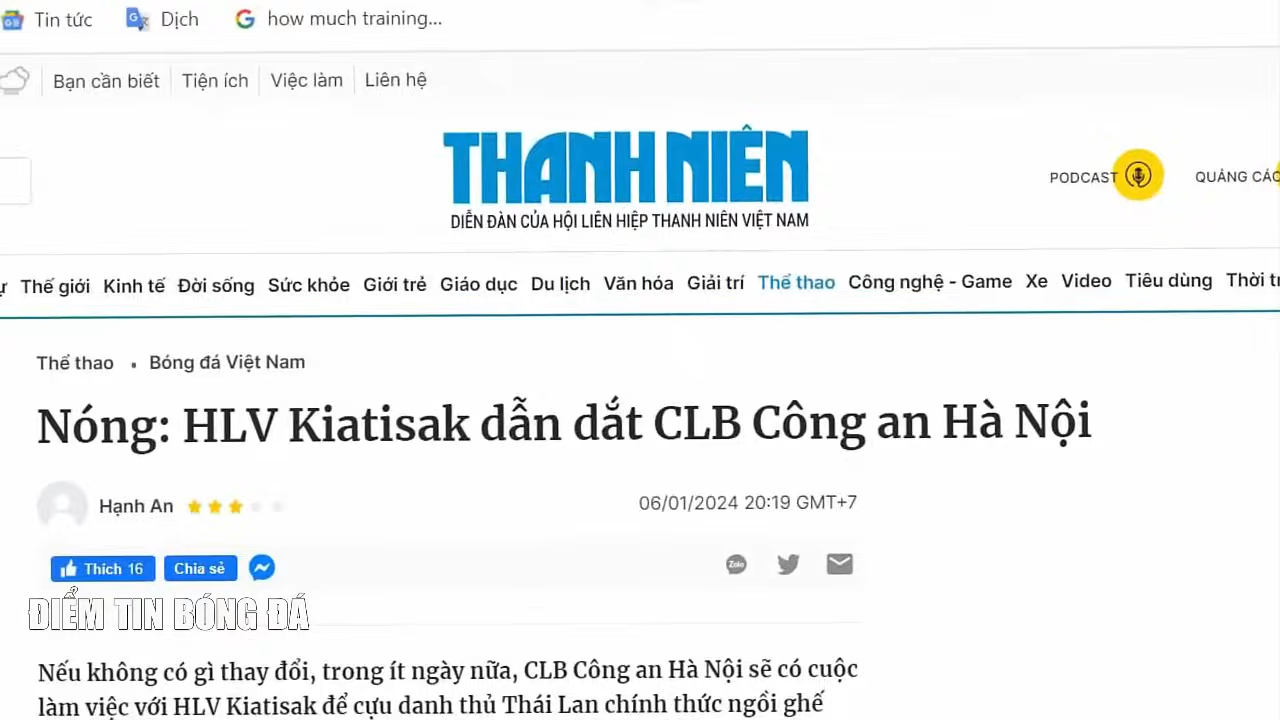 Tin tức Dịch how much training...
Bạn cần biết Tiện ích Việc làm Liên hệ
THANH NIÊN
DIỄN ĐÀN CỦA HỘI LIÊN HIỆP THANH NIÊN VIỆT NAM
PODCAST QUẢNG CÁO
Thế giới Kinh tế Đời sống Sức khỏe Giới trẻ Giáo dục Du lịch Văn hóa Giải trí Thể thao Công nghệ - Game Xe Video Tiêu dùng Thời tr
Thể thao • Bóng đá Việt Nam
Nóng: HLV Kiatisak dẫn dắt CLB Công an Hà Nội
Hạnh An 06/01/2024 20:19 GMT+7
Thích 16 Chia sẻ Zalo
ĐIỂM TIN BÓNG ĐÁ
Nếu không có gì thay đổi, trong ít ngày nữa, CLB Công an Hà Nội sẽ có cuộc
làm việc với HLV Kiatisak để cựu danh thủ Thái Lan chính thức ngồi ghế